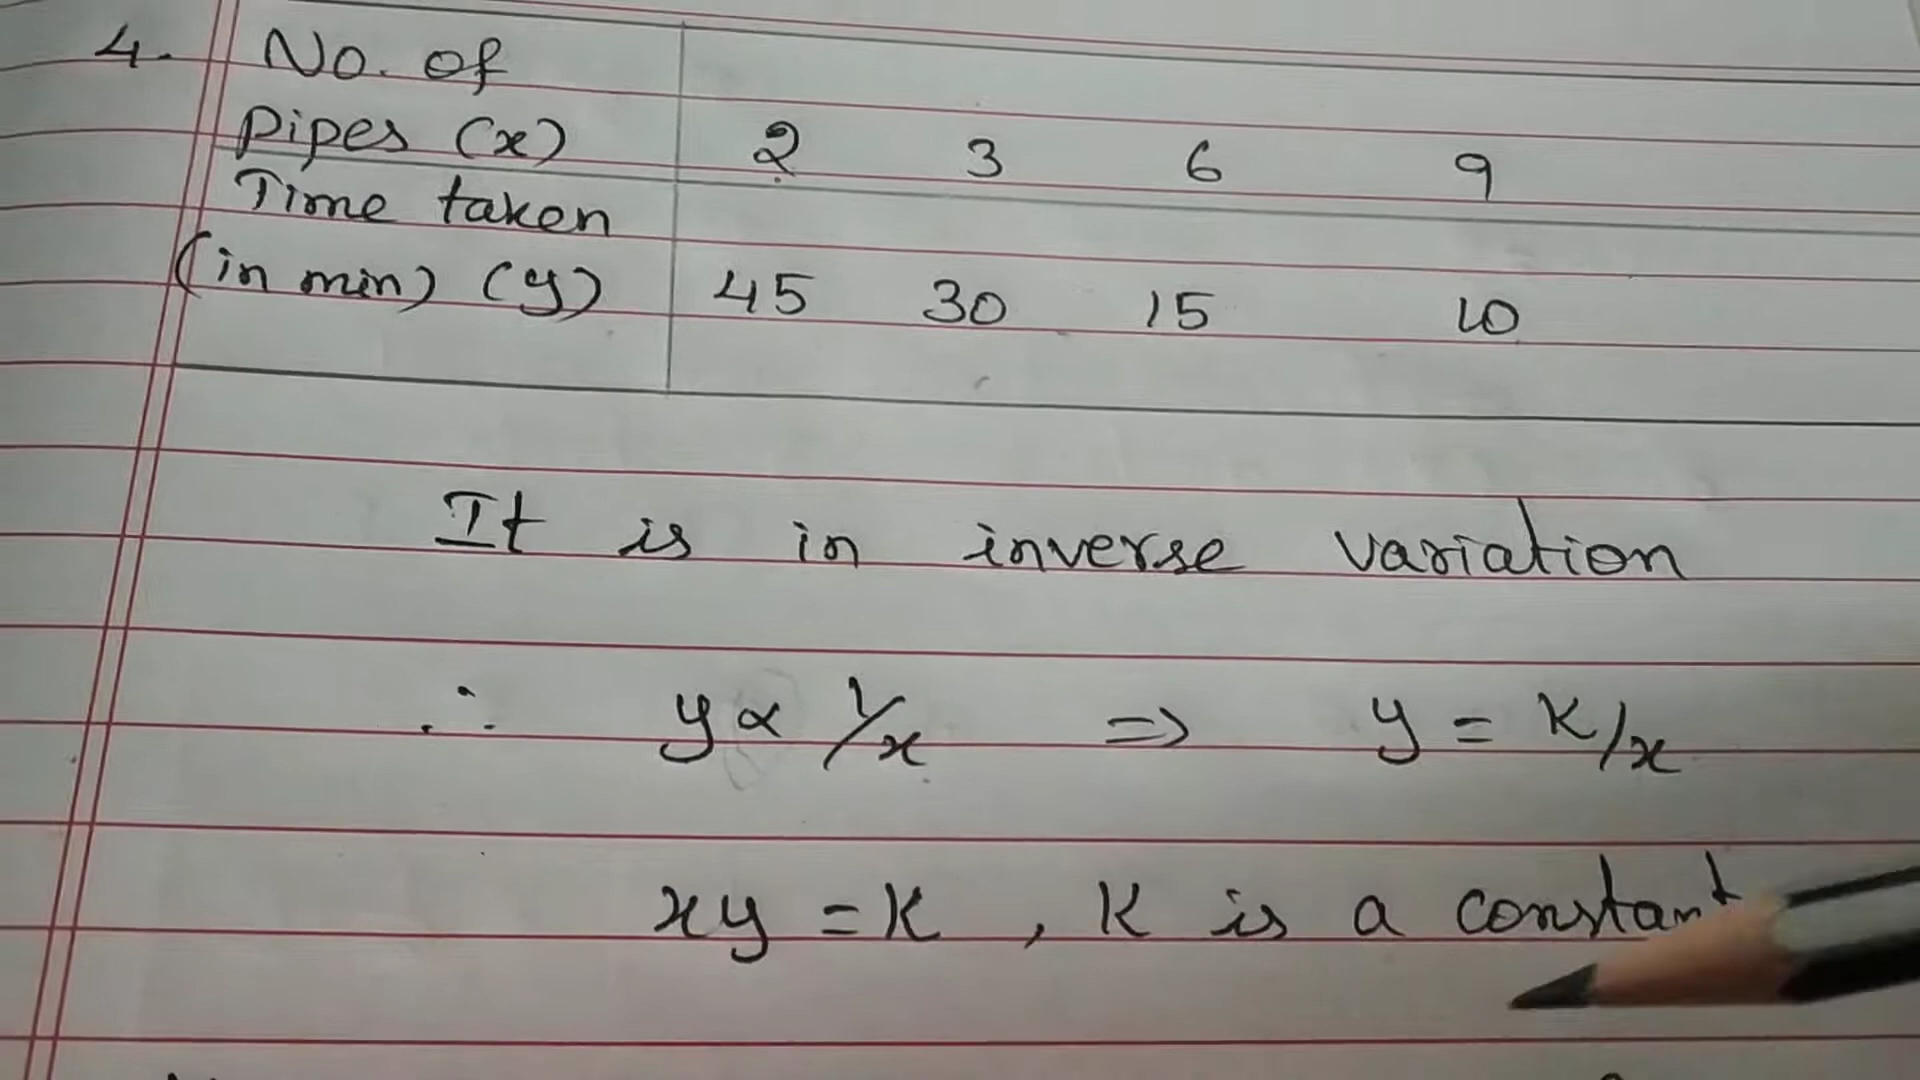 4. No. of
pipes (x) 2 3 6 9
Time taken
(in min) (y) 45 30 15 10
It is in inverse variation
∴ y ∝ 1/x => y = K/x
xy = K , K is a constant